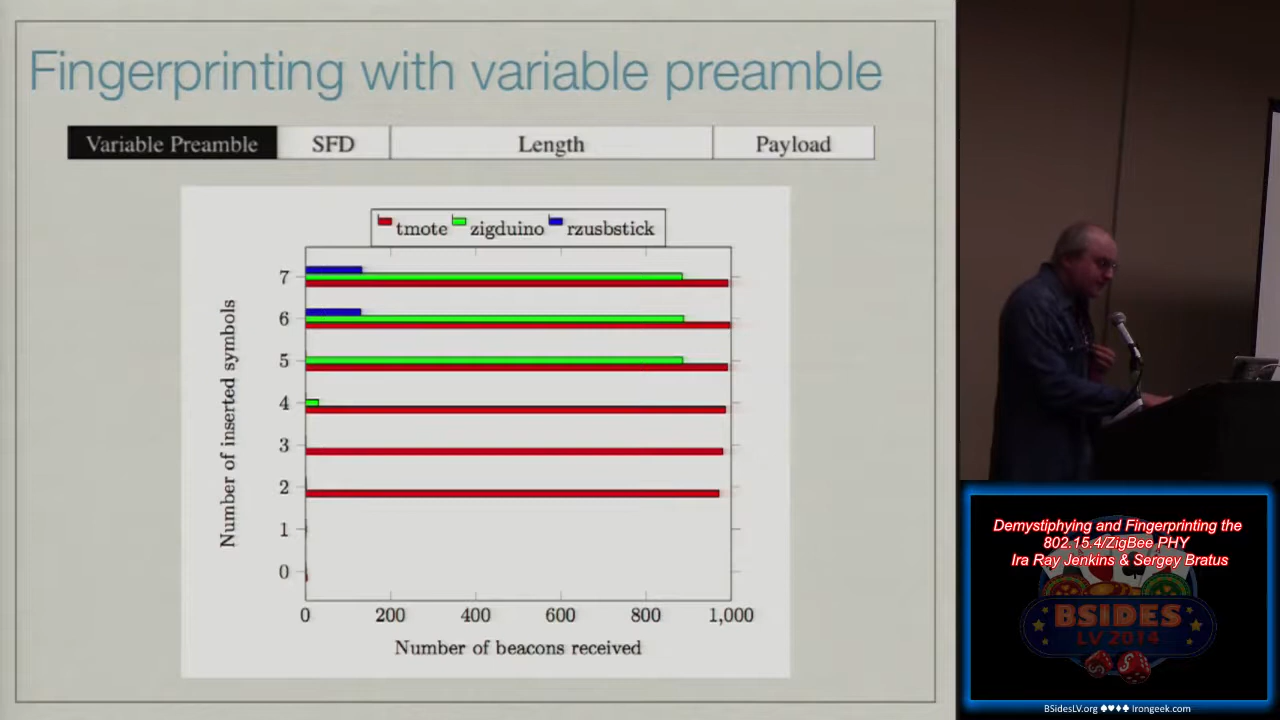 Fingerprinting with variable preamble
Variable Preamble SFD Length Payload
tmote zigduino rzusbstick
7
6
5
4
3
2
1
0
Number of inserted symbols
0 200 400 600 800 1,000
Number of beacons received
Demystiphying and Fingerprinting the
802.15.4/ZigBee PHY
Ira Ray Jenkins & Sergey Bratus
BSIDES
LV 2014
BSidesLV.org ♠♥♦♣ Irongeek.com